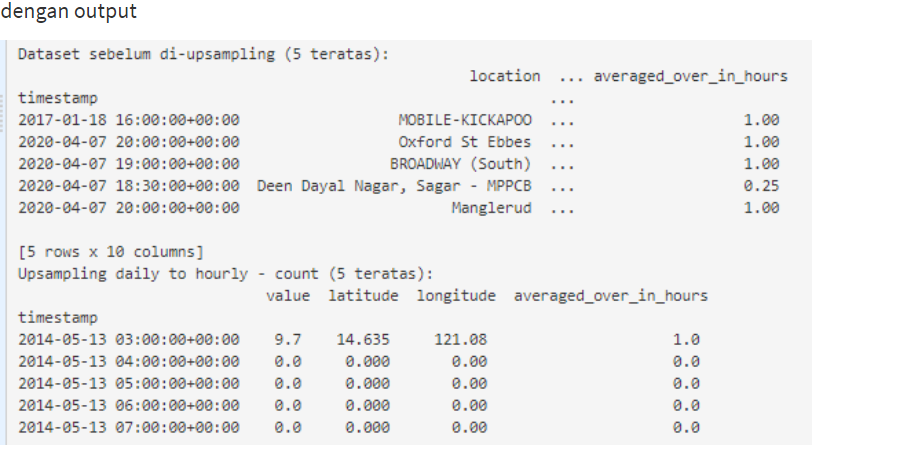 dengan output
Dataset sebelum di-upsampling (5 teratas):
location ... averaged_over_in_hours
timestamp ...
2017-01-18 16:00:00+00:00 MOBILE-KICKAPOO ... 1.00
2020-04-07 20:00:00+00:00 Oxford St Ebbes ... 1.00
2020-04-07 19:00:00+00:00 BROADWAY (South) ... 1.00
2020-04-07 18:30:00+00:00 Deen Dayal Nagar, Sagar - MPPCB ... 0.25
2020-04-07 20:00:00+00:00 Manglerud ... 1.00
[5 rows x 10 columns]
Upsampling daily to hourly - count (5 teratas):
value latitude longitude averaged_over_in_hours
timestamp
2014-05-13 03:00:00+00:00 9.7 14.635 121.08 1.0
2014-05-13 04:00:00+00:00 0.0 0.000 0.00 0.0
2014-05-13 05:00:00+00:00 0.0 0.000 0.00 0.0
2014-05-13 06:00:00+00:00 0.0 0.000 0.00 0.0
2014-05-13 07:00:00+00:00 0.0 0.000 0.00 0.0